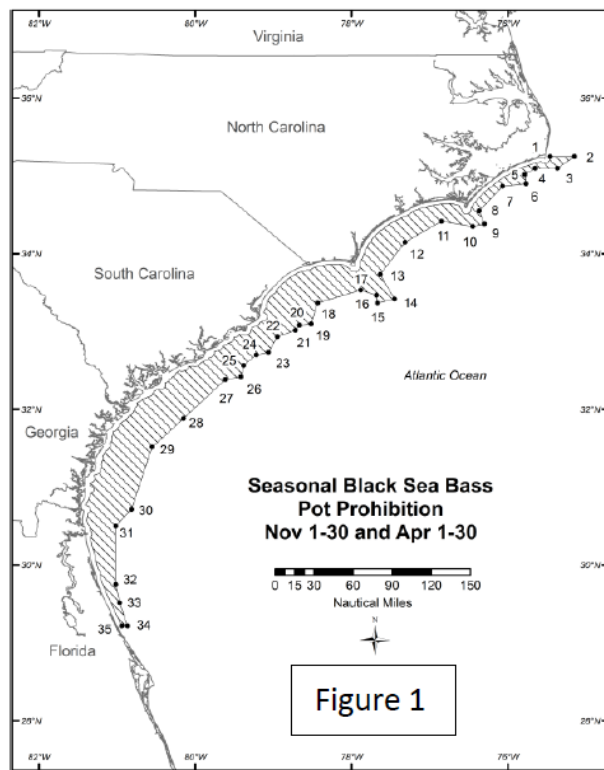 82°W 80°W 78°W 76°W
Virginia
36°N 36°N
North Carolina
1 2
5 4 3
7 6
8
34°N 34°N
11 10 9
12
South Carolina
13
17
16 14
18 15
20
22 21 19
24
25 23
Atlantic Ocean
26
27
32°N 32°N
28
Georgia
29
Seasonal Black Sea Bass
Pot Prohibition
Nov 1-30 and Apr 1-30
30
31
30°N 30°N
0 15 30 60 90 120 150
Nautical Miles
32
33
N
35 34
Florida
Figure 1
28°N 28°N
82°W 80°W 78°W 76°W